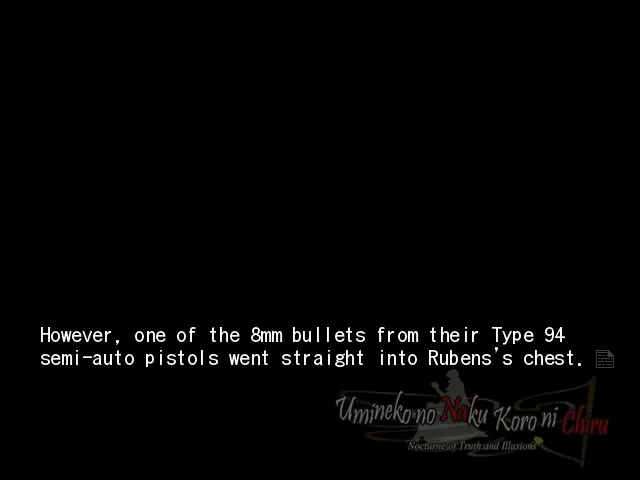 However, one of the 8mm bullets from their Type 94
semi-auto pistols went straight into Rubens's chest.
Umineko no Naku Koro ni Chiru
Nocturne of Truth and Illusions